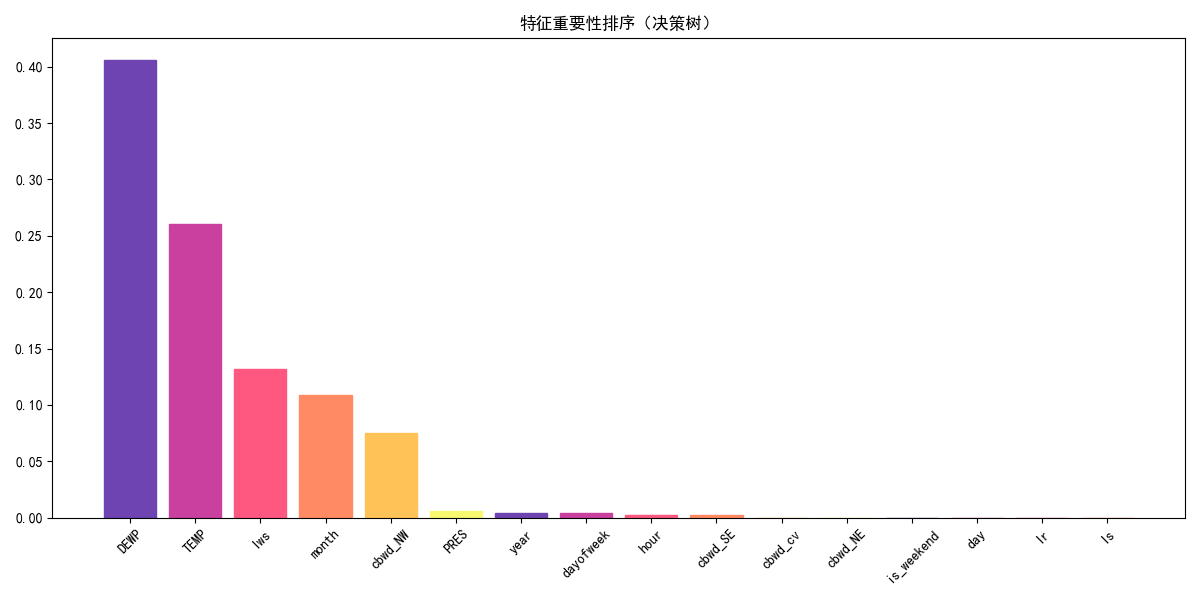 特征重要性排序（决策树）
0.40
0.35
0.30
0.25
0.20
0.15
0.10
0.05
0.00
DEWP
TEMP
Iws
month
cbwd_NW
PRES
year
dayofweek
hour
cbwd_SE
cbwd_cv
cbwd_NE
is_weekend
day
Ir
Is